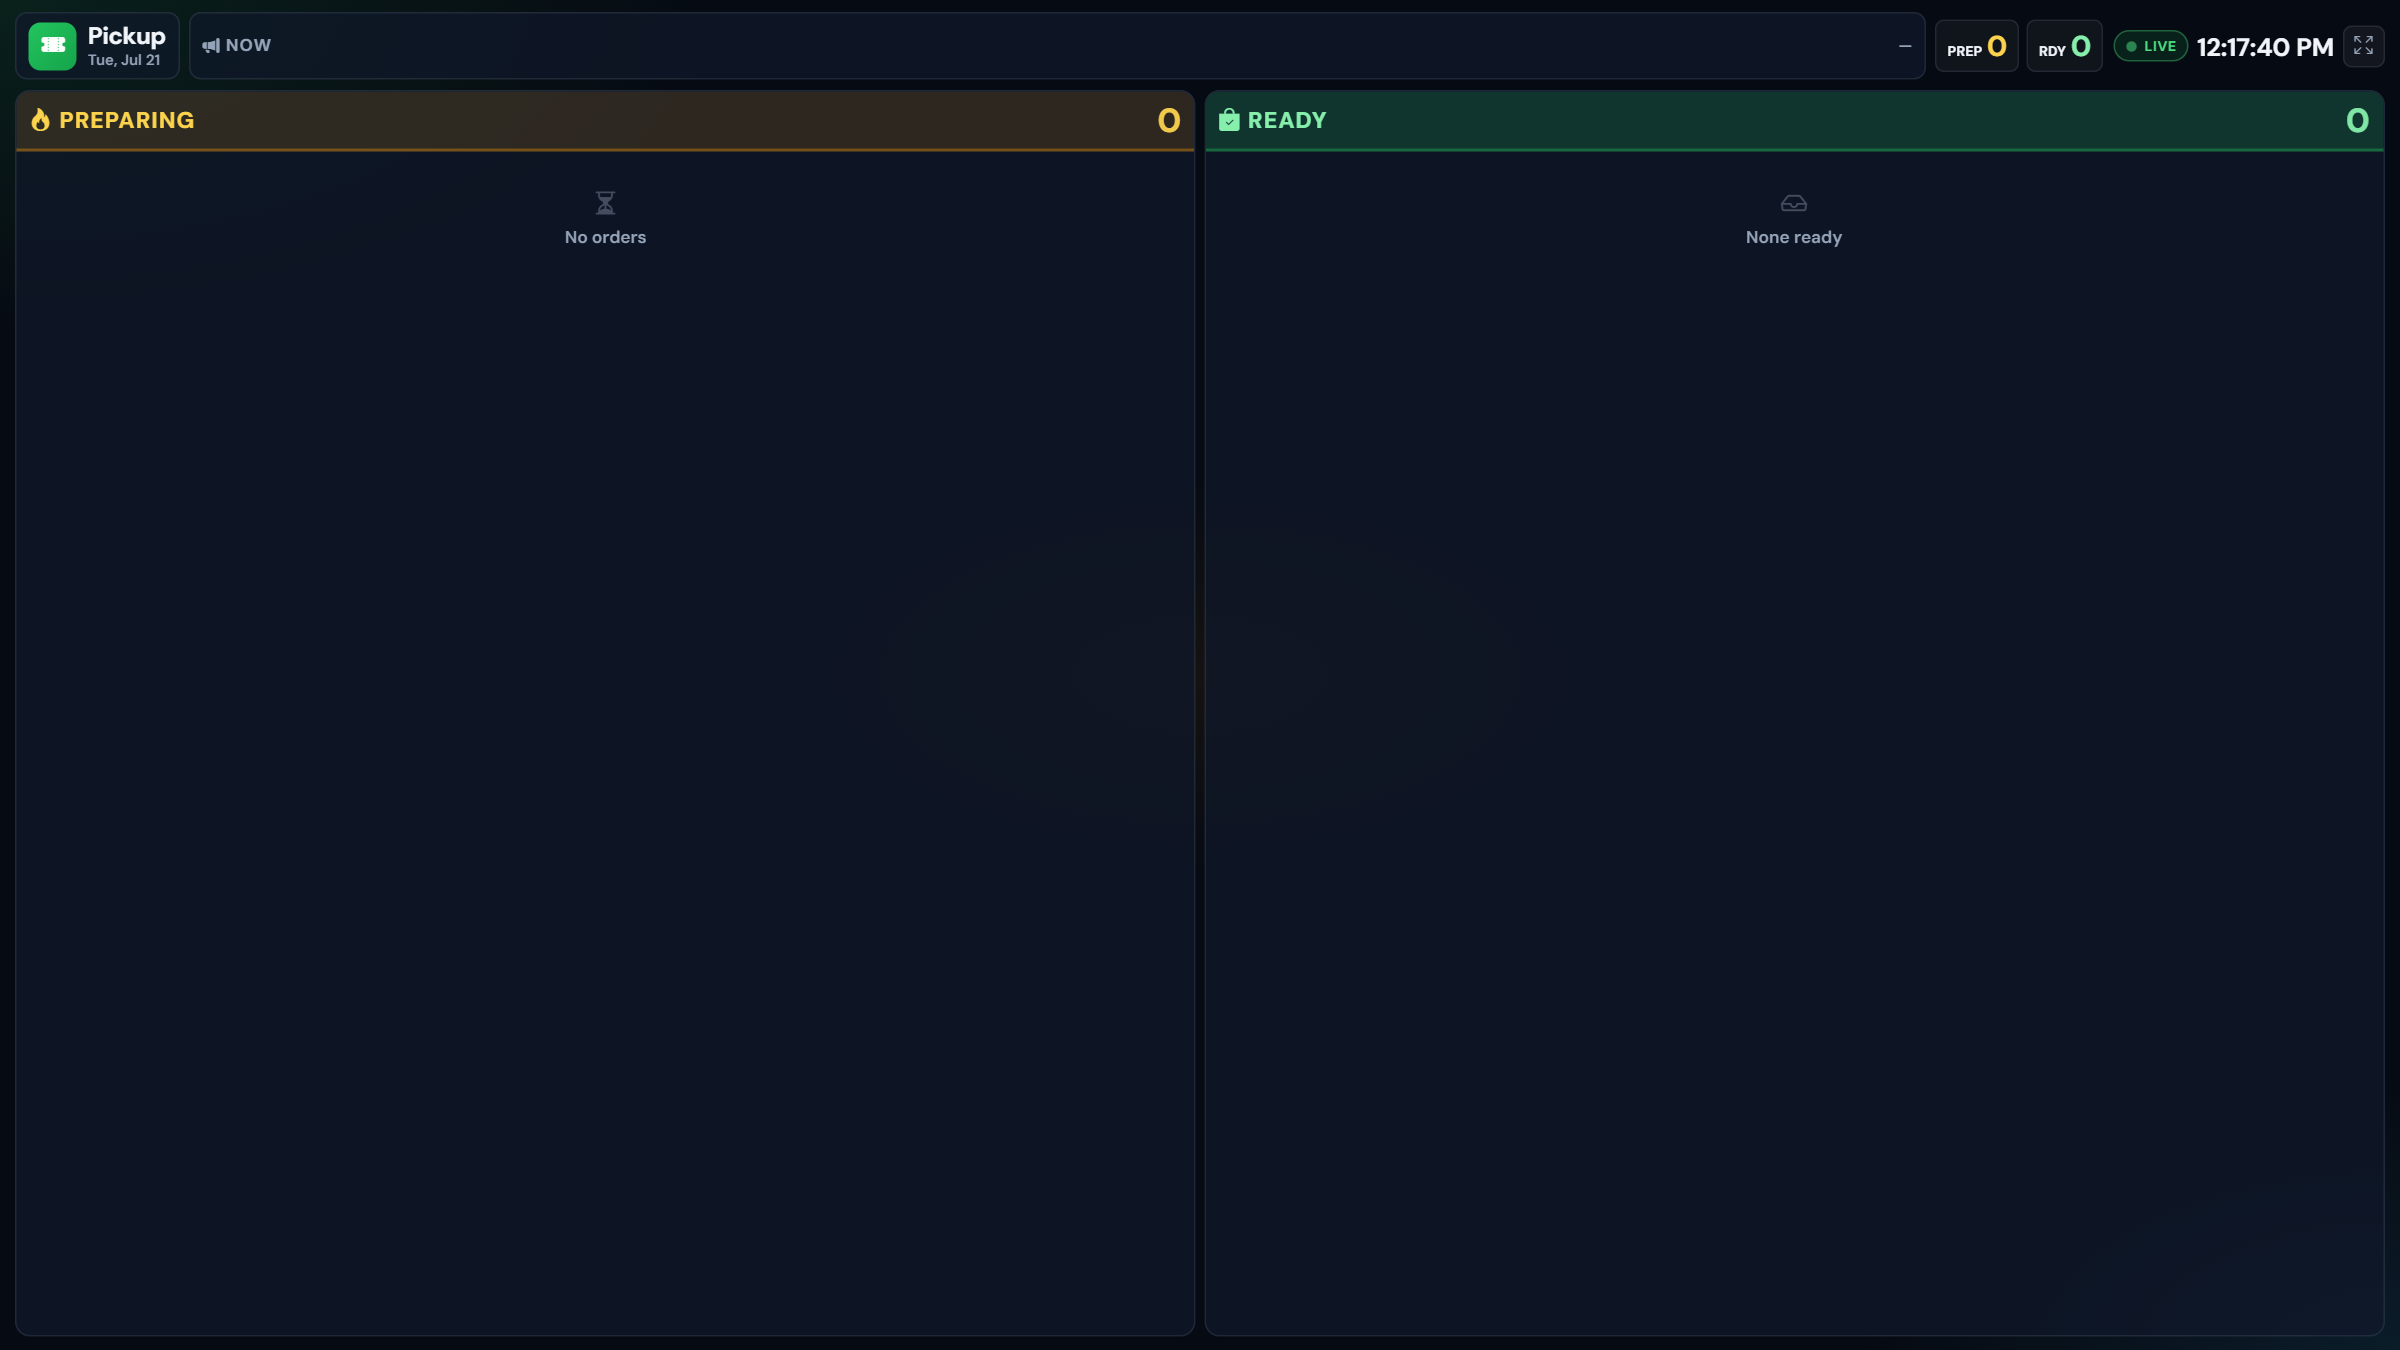 Pickup
Tue, Jul 21
NOW
–
PREP 0
RDY 0
LIVE
12:17:40 PM
PREPARING
0
No orders
READY
0
None ready